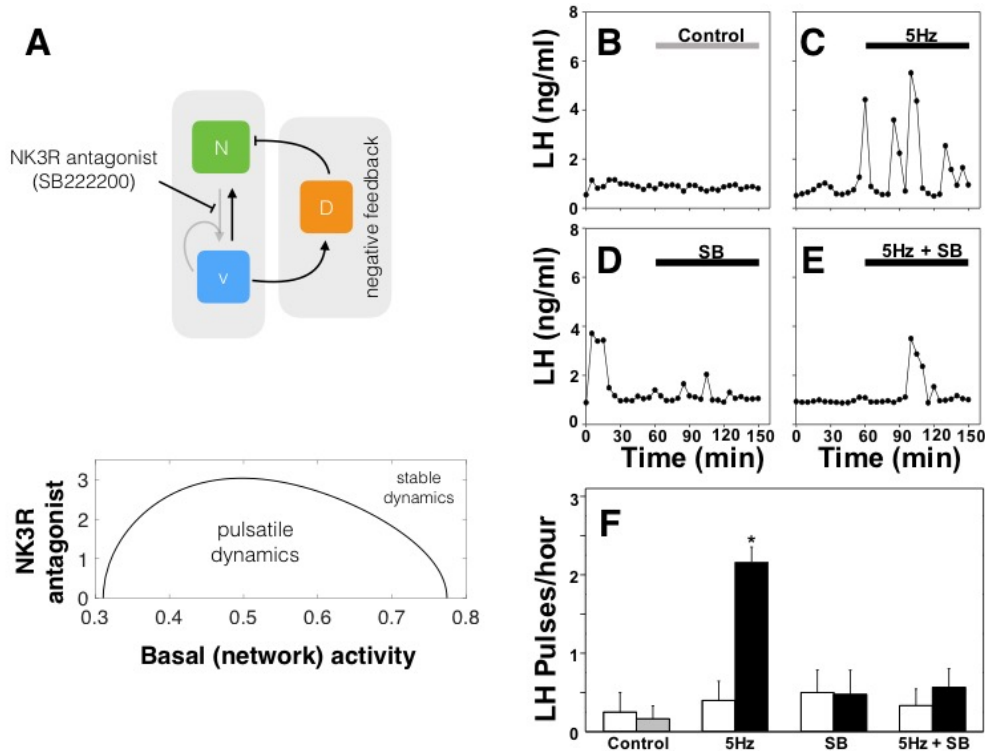 A
N
NK3R antagonist
(SB222200)
D
v
negative feedback
NK3R
antagonist
3
2
1
0
stable
dynamics
pulsatile
dynamics
0.3 0.4 0.5 0.6 0.7 0.8
Basal (network) activity
B
Control
LH (ng/ml)
8
6
4
2
0
C
5Hz
D
SB
LH (ng/ml)
8
6
4
2
0
0 30 60 90 120 150
Time (min)
E
5Hz + SB
0 30 60 90 120 150
Time (min)
F
LH Pulses/hour
3
2
1
0
*
Control 5Hz SB 5Hz + SB